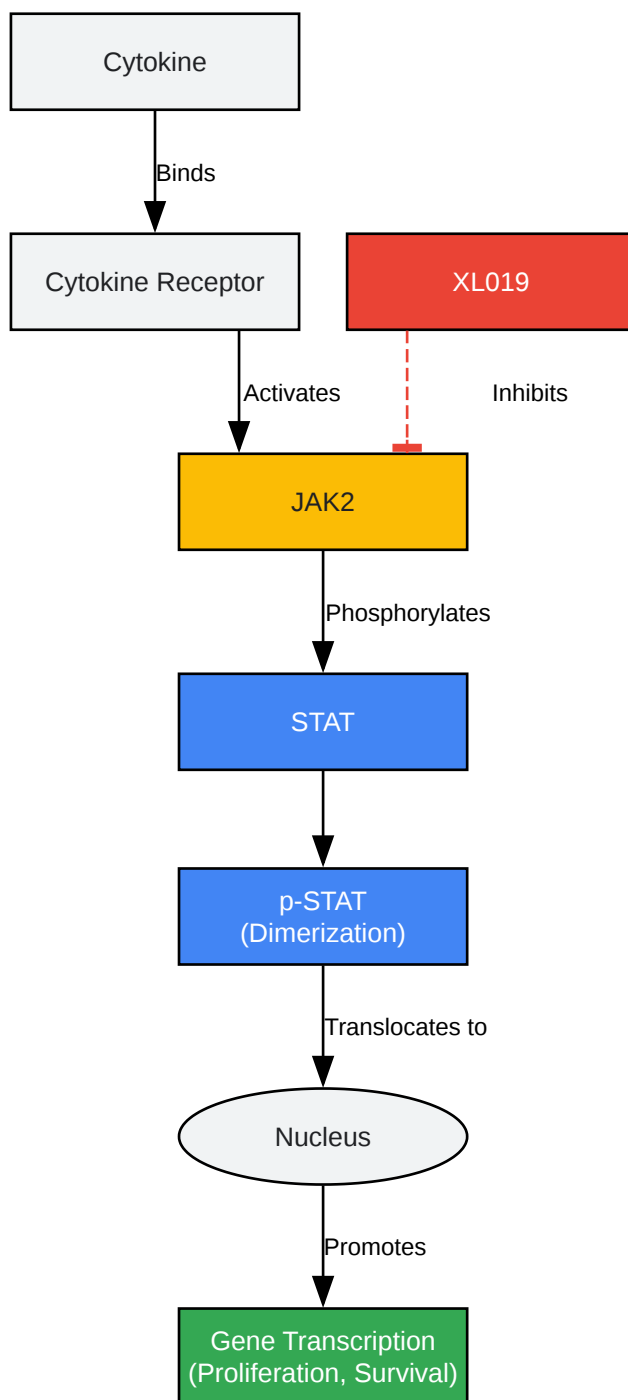 Cytokine
Binds
Cytokine Receptor
XL019
Activates
Inhibits
JAK2
Phosphorylates
STAT
p-STAT
(Dimerization)
Translocates to
Nucleus
Promotes
Gene Transcription
(Proliferation, Survival)